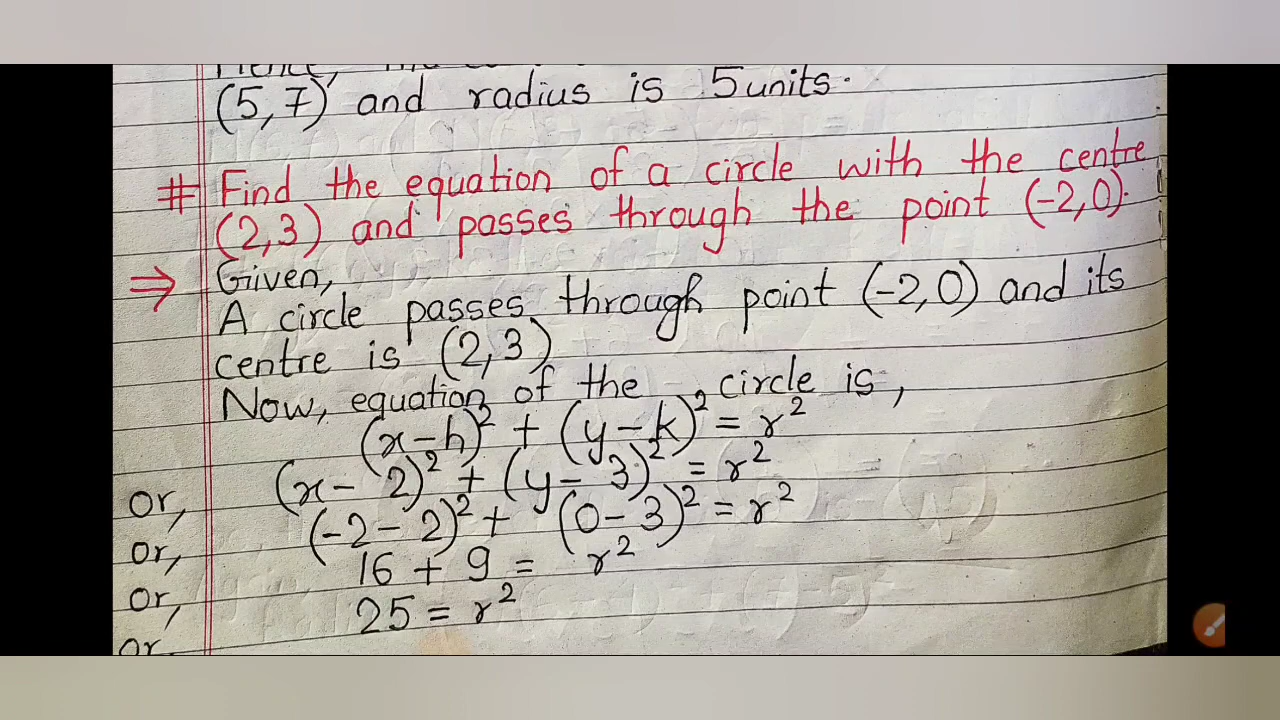 Hence,
(5,7) and radius is 5units.
# Find the equation of a circle with the centre
(2,3) and passes through the point (-2,0).
⇒ Given,
A circle passes through point (-2,0) and its
centre is (2,3)
Now, equation of the circle is,
(x-h)² + (y-k)² = r²
or, (x- 2)² + (y- 3)² = r²
or, (-2-2)² + (0-3)² = r²
or, 16 + 9 = r²
or, 25 = r²